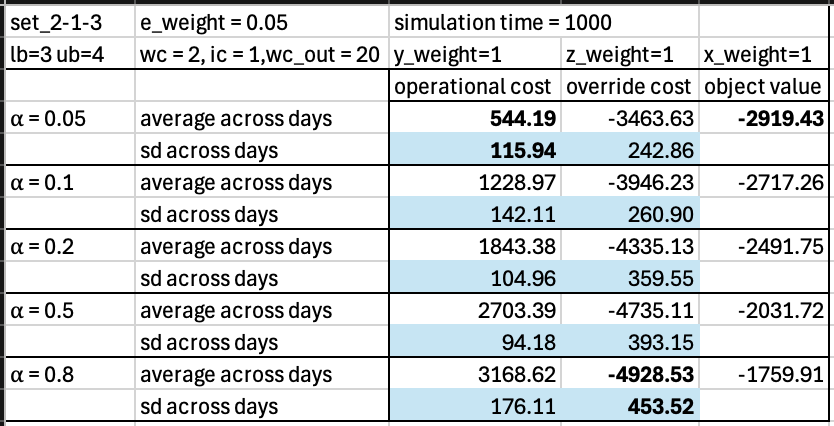 set_2-1-3 e_weight = 0.05 simulation time = 1000
lb=3 ub=4 wc = 2, ic = 1,wc_out = 20 y_weight=1 z_weight=1 x_weight=1
operational cost override cost object value
α = 0.05 average across days 544.19 -3463.63 -2919.43
sd across days 115.94 242.86
α = 0.1 average across days 1228.97 -3946.23 -2717.26
sd across days 142.11 260.90
α = 0.2 average across days 1843.38 -4335.13 -2491.75
sd across days 104.96 359.55
α = 0.5 average across days 2703.39 -4735.11 -2031.72
sd across days 94.18 393.15
α = 0.8 average across days 3168.62 -4928.53 -1759.91
sd across days 176.11 453.52